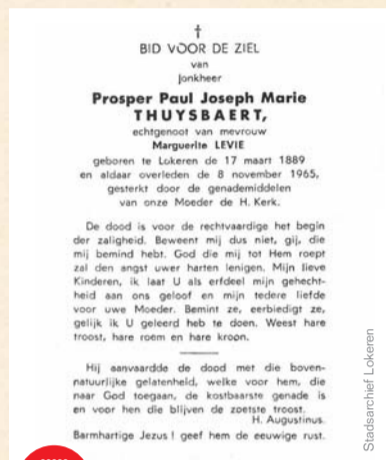 BID VOOR DE ZIEL
van
jonkheer
Prosper Paul Joseph Marie
THUYSBAERT,
echtgenoot van mevrouw
Marguerite LEVIE
geboren te Lokeren de 17 maart 1889
en aldaar overleden de 8 november 1965,
gesterkt door de genademiddelen
van onze Moeder de H. Kerk.
De dood is voor de rechtvaardige het begin
der zaligheid. Beweent mij dus niet, gij, die
mij bemind hebt. God die mij tot Hem roept
zal den angst uwer harten lenigen. Mijn lieve
Kinderen, ik laat U als erfdeel mijn gehecht-
heid aan ons geloof en mijn tedere liefde
voor uwe Moeder. Bemint ze, eerbiedigt ze,
gelijk ik U geleerd heb te doen. Weest hare
troost, hare roem en hare kroon.
Hij aanvaardde de dood met die boven-
natuurlijke gelatenheid, welke voor hem, die
naar God toegaan, de kostbaarste genade is
en voor hen die blijven de zoetste troost.
H. Augustinus.
Barmhartige Jezus ! geef hem de eeuwige rust.
Stadsarchief Lokeren